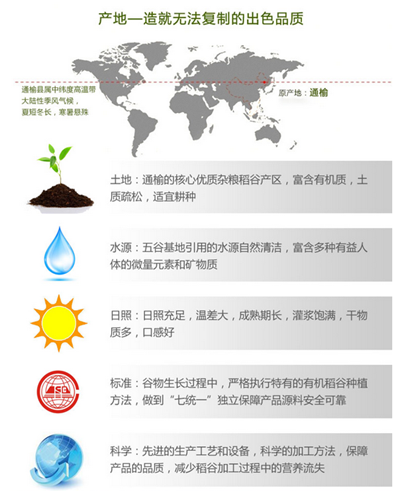 产地—造就无法复制的出色品质
通榆县属中纬度高温带
大陆性季风气候，
夏短冬长，寒暑悬殊
原产地：通榆
土地：通榆的核心优质杂粮稻谷产区，富含有机质，土
质疏松，适宜耕种
水源：五谷基地引用的水源自然清洁，富含多种有益人
体的微量元素和矿物质
日照：日照充足，温差大，成熟期长，灌浆饱满，干物
质多，口感好
标准：谷物生长过程中，严格执行特有的有机稻谷种植
方法，做到“七统一”独立保障产品源料安全可靠
科学：先进的生产工艺和设备，科学的加工方法，保障
产品的品质，减少稻谷加工过程中的营养流失